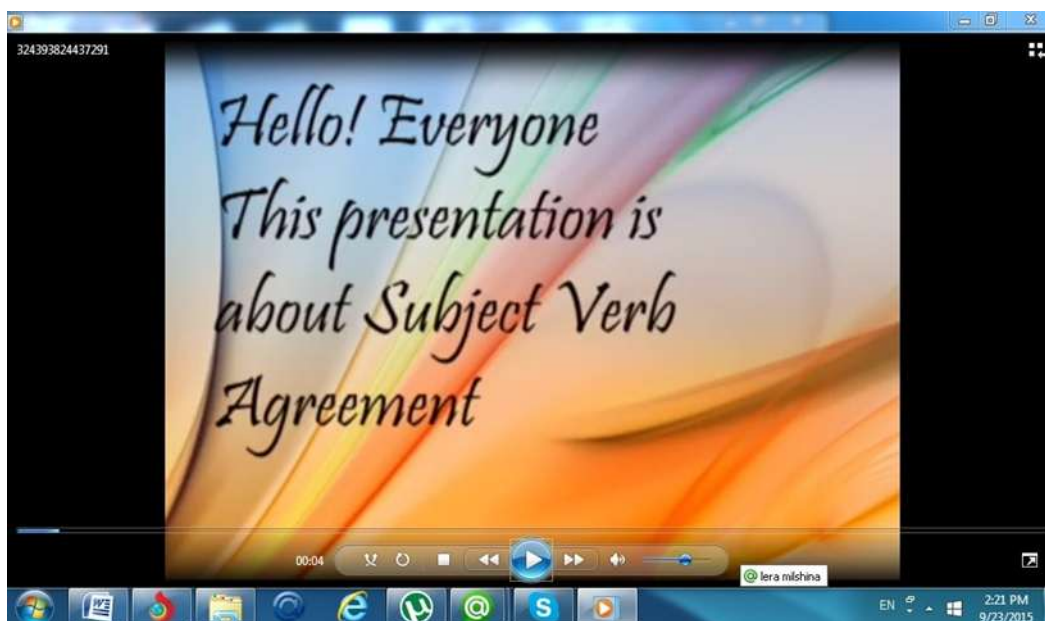 324393824437291
Hello! Everyone
This presentation is
about Subject Verb
Agreement
00:04
lera milshina
EN
2:21 PM
9/23/2015